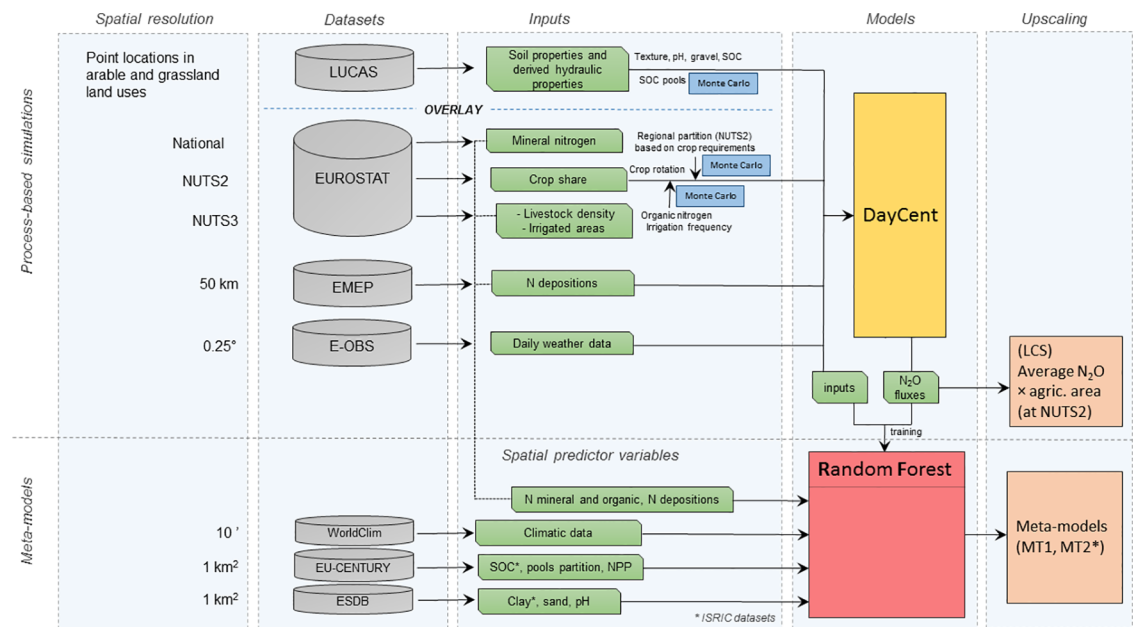 Spatial resolution
Datasets
Inputs
Models
Upscaling
Process-based simulations
Point locations in
arable and grassland
land uses
LUCAS
Soil properties and
derived hydraulic
properties
Texture, pH, gravel, SOC
SOC pools
Monte Carlo
OVERLAY
National
NUTS2
NUTS3
EUROSTAT
Mineral nitrogen
Crop share
- Livestock density
- Irrigated areas
Regional partition (NUTS2)
based on crop requirements
Monte Carlo
Crop rotation
Monte Carlo
Organic nitrogen
Irrigation frequency
DayCent
50 km
EMEP
N depositions
0.25°
E-OBS
Daily weather data
inputs
N₂O
fluxes
training
(LCS)
Average N₂O
× agric. area
(at NUTS2)
Meta-models
Spatial predictor variables
N mineral and organic, N depositions
Random Forest
10 '
WorldClim
Climatic data
1 km²
EU-CENTURY
SOC*, pools partition, NPP
1 km²
ESDB
Clay*, sand, pH
* ISRIC datasets
Meta-models
(MT1, MT2*)